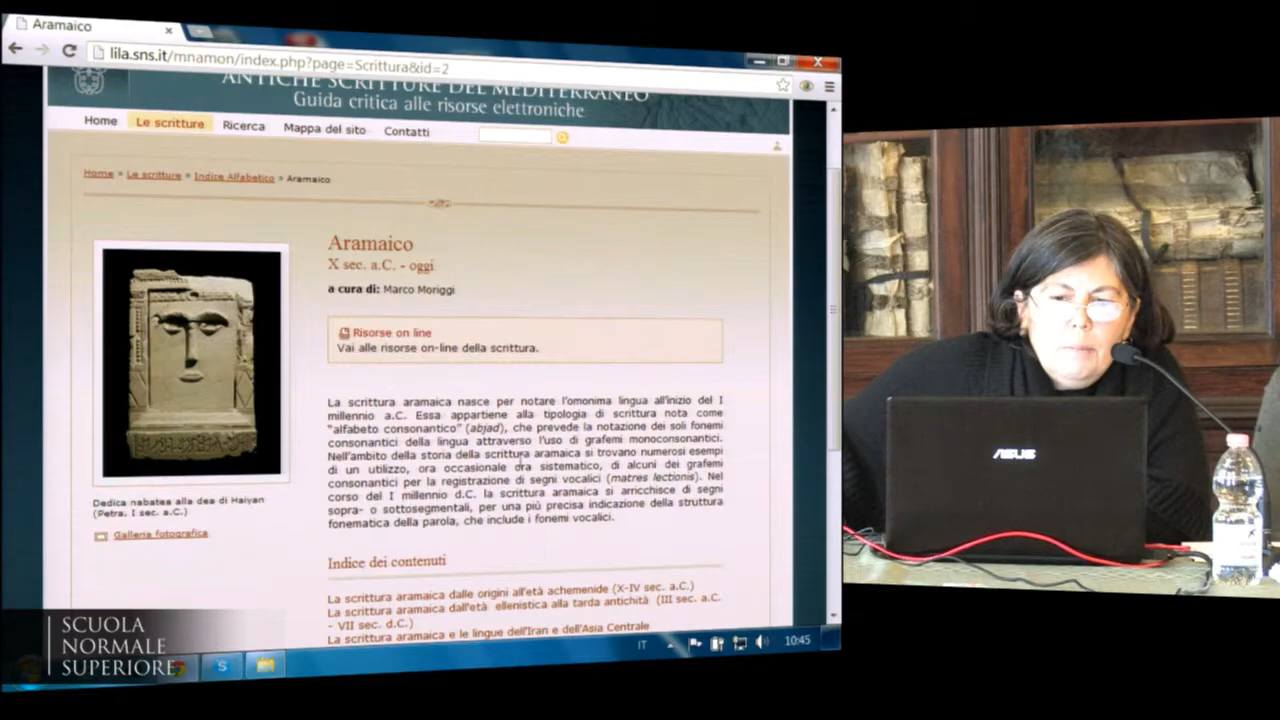 Aramaico
lila.sns.it/mnamon/index.php?page=Scrittura&id=2
ANTICHE SCRITTURE DEL MEDITERRANEO
Guida critica alle risorse elettroniche
Home Le scritture Ricerca Mappa del sito Contatti
Home » Le scritture » Indice Alfabetico » Aramaico
Aramaico
X sec. a.C. - oggi
a cura di: Marco Moriggi
Risorse on line
Vai alle risorse on-line della scrittura.
La scrittura aramaica nasce per notare l'omonima lingua all'inizio del I
millennio a.C. Essa appartiene alla tipologia di scrittura nota come
"alfabeto consonantico" (abjad), che prevede la notazione dei soli fonemi
consonantici della lingua attraverso l'uso di grafemi monoconsonantici.
Nell'ambito della storia della scrittura aramaica si trovano numerosi esempi
di un utilizzo, ora occasionale ora sistematico, di alcuni dei grafemi
consonantici per la registrazione di segni vocalici (matres lectionis). Nel
corso del I millennio d.C. la scrittura aramaica si arricchisce di segni
sopra- o sottosegmentali, per una più precisa indicazione della struttura
fonematica della parola, che include i fonemi vocalici.
Dedica nabatea alla dea di Haiyan
(Petra, I sec. a.C.)
Galleria fotografica
Indice dei contenuti
La scrittura aramaica dalle origini all'età achemenide (X-IV sec. a.C.)
La scrittura aramaica dall'età ellenistica alla tarda antichità (III sec. a.C.
- VII sec. d.C.)
La scrittura aramaica e le lingue dell'Iran e dell'Asia Centrale
IT 10:45
SCUOLA
NORMALE
SUPERIORE
ASUS